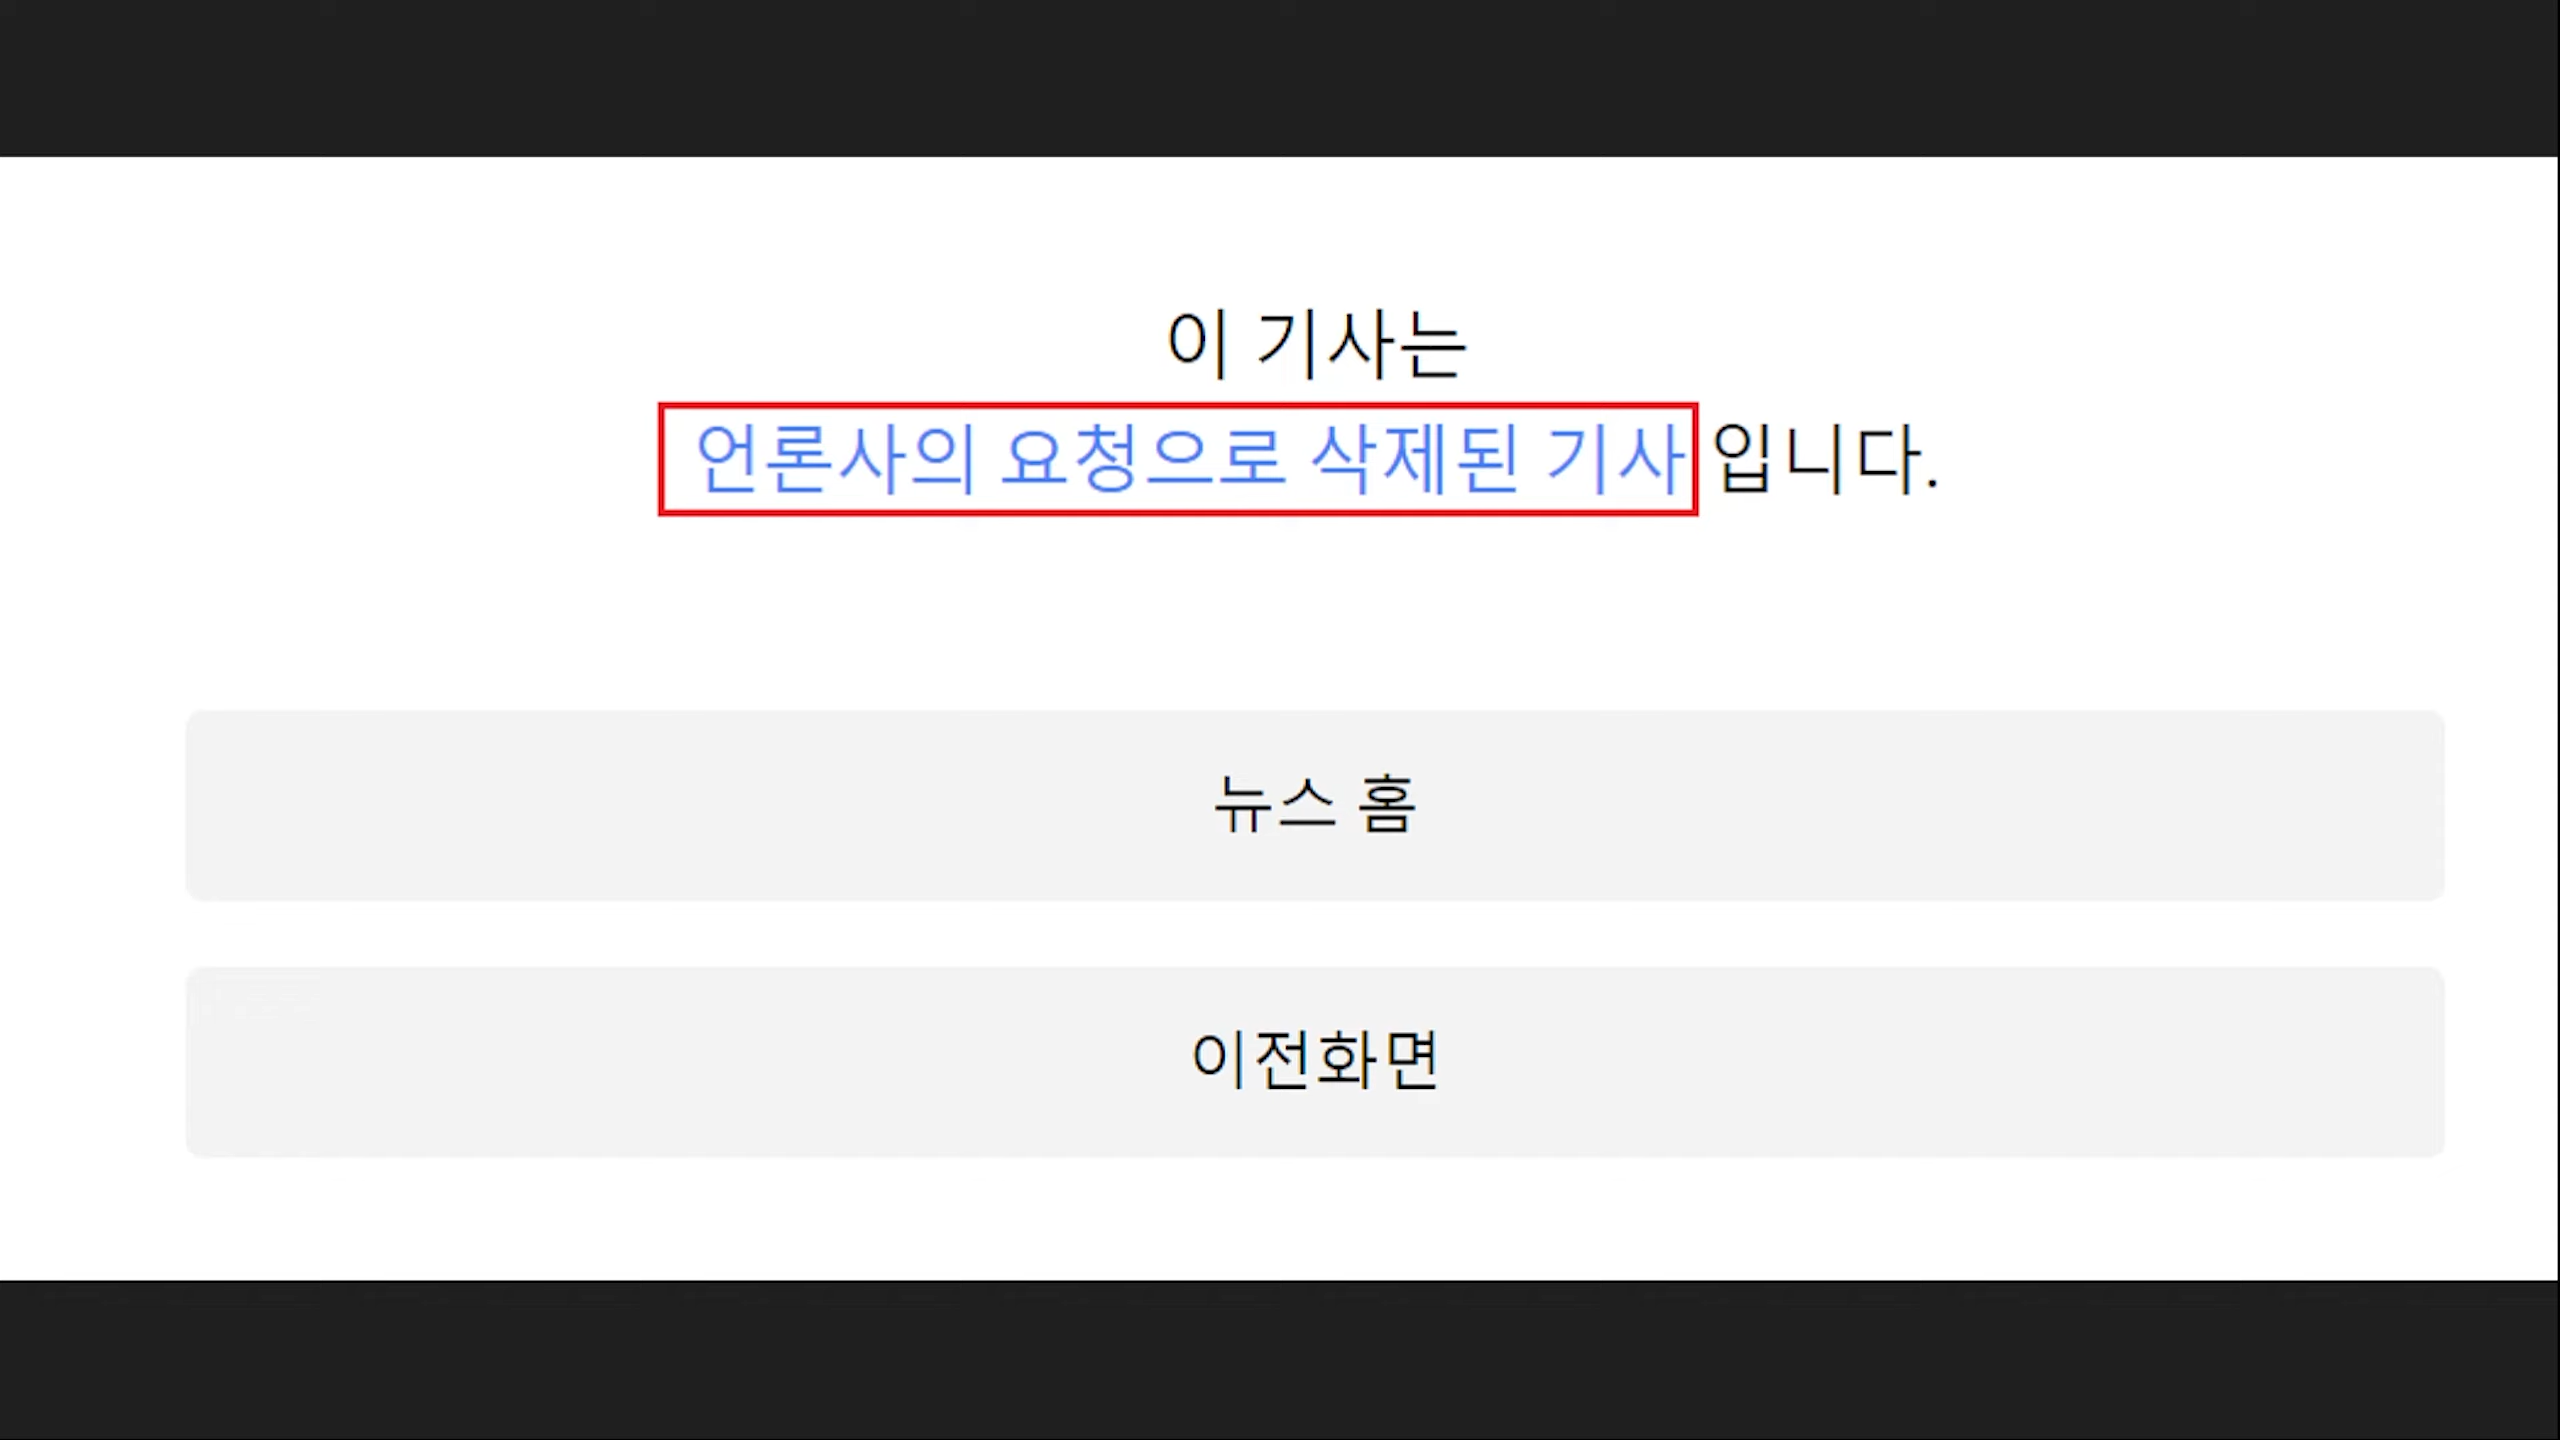 이 기사는
언론사의 요청으로 삭제된 기사 입니다.
뉴스 홈
이전화면